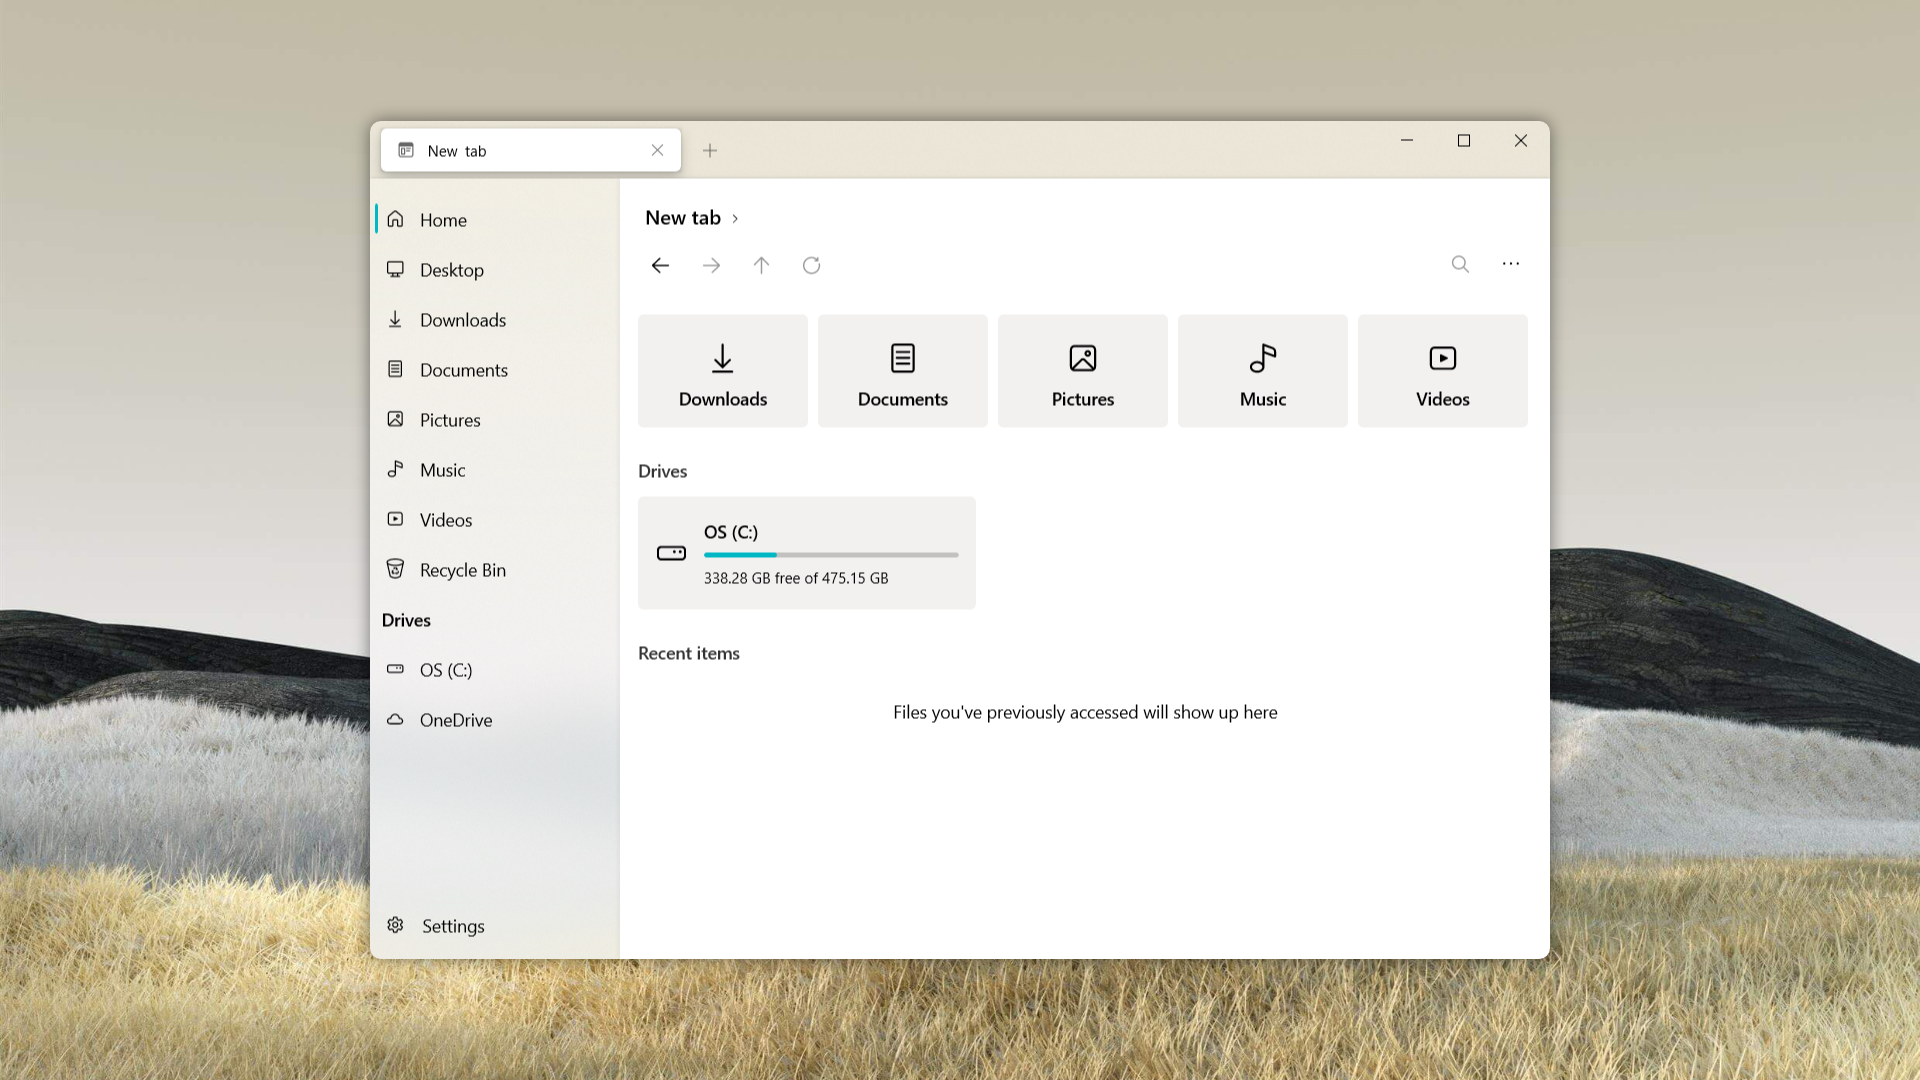 New tab
Home
Desktop
Downloads
Documents
Pictures
Music
Videos
Recycle Bin
Drives
OS (C:)
OneDrive
Settings
New tab
Downloads
Documents
Pictures
Music
Videos
Drives
OS (C:)
338.28 GB free of 475.15 GB
Recent items
Files you've previously accessed will show up here